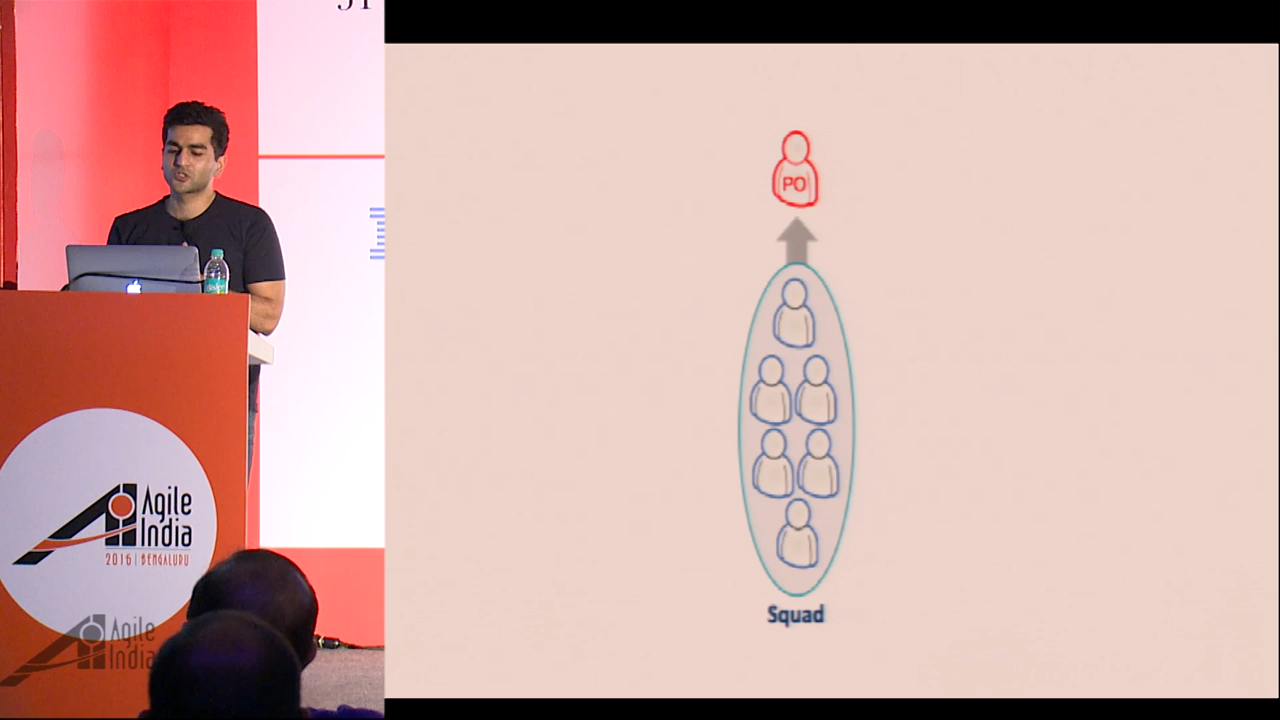 PO
Squad
Agile
India
2016 | BENGALURU
Agile
India